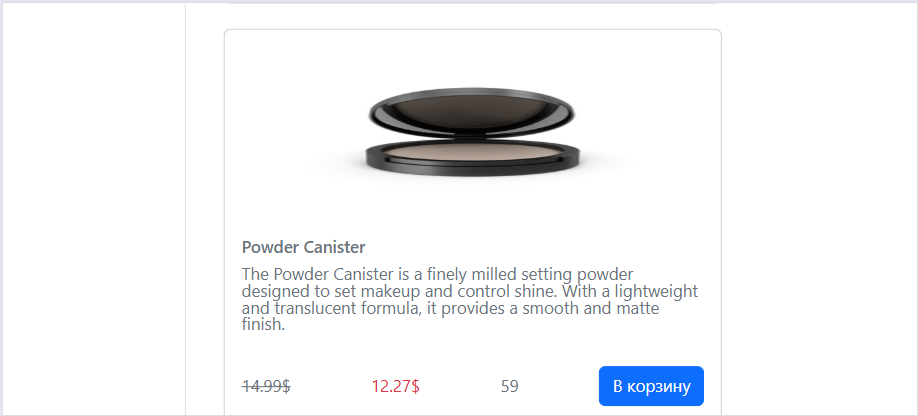 Powder Canister
The Powder Canister is a finely milled setting powder
designed to set makeup and control shine. With a lightweight
and translucent formula, it provides a smooth and matte
finish.
14.99$ 12.27$ 59 В корзину